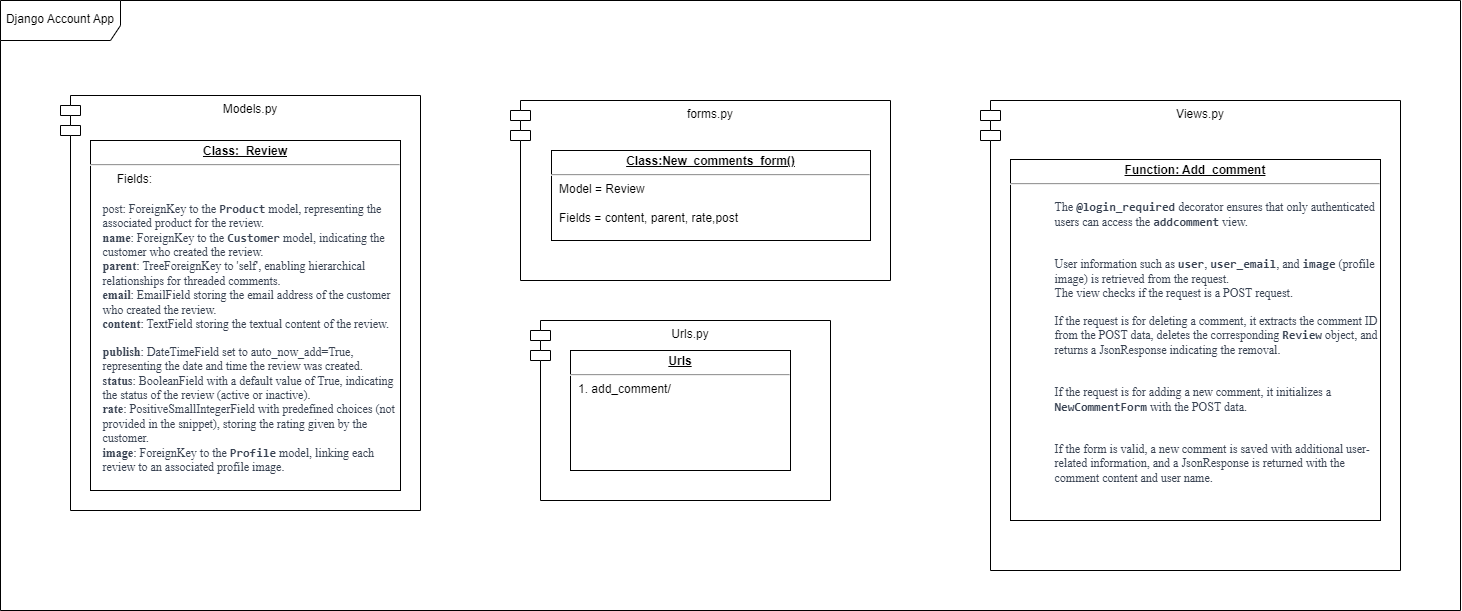 Django Account App
Models.py
Class:  Review
Fields:
post: ForeignKey to the Product model, representing the
associated product for the review.
name: ForeignKey to the Customer model, indicating the
customer who created the review.
parent: TreeForeignKey to 'self', enabling hierarchical
relationships for threaded comments.
email: EmailField storing the email address of the customer
who created the review.
content: TextField storing the textual content of the review.
publish: DateTimeField set to auto_now_add=True,
representing the date and time the review was created.
status: BooleanField with a default value of True, indicating
the status of the review (active or inactive).
rate: PositiveSmallIntegerField with predefined choices (not
provided in the snippet), storing the rating given by the
customer.
image: ForeignKey to the Profile model, linking each
review to an associated profile image.
forms.py
Class:New_comments_form()
Model = Review
Fields = content, parent, rate,post
Urls.py
Urls
1. add_comment/
Views.py
Function: Add_comment
The @login_required decorator ensures that only authenticated
users can access the addcomment view.
User information such as user, user_email, and image (profile
image) is retrieved from the request.
The view checks if the request is a POST request.
If the request is for deleting a comment, it extracts the comment ID
from the POST data, deletes the corresponding Review object, and
returns a JsonResponse indicating the removal.
If the request is for adding a new comment, it initializes a
NewCommentForm with the POST data.
If the form is valid, a new comment is saved with additional user-
related information, and a JsonResponse is returned with the
comment content and user name.